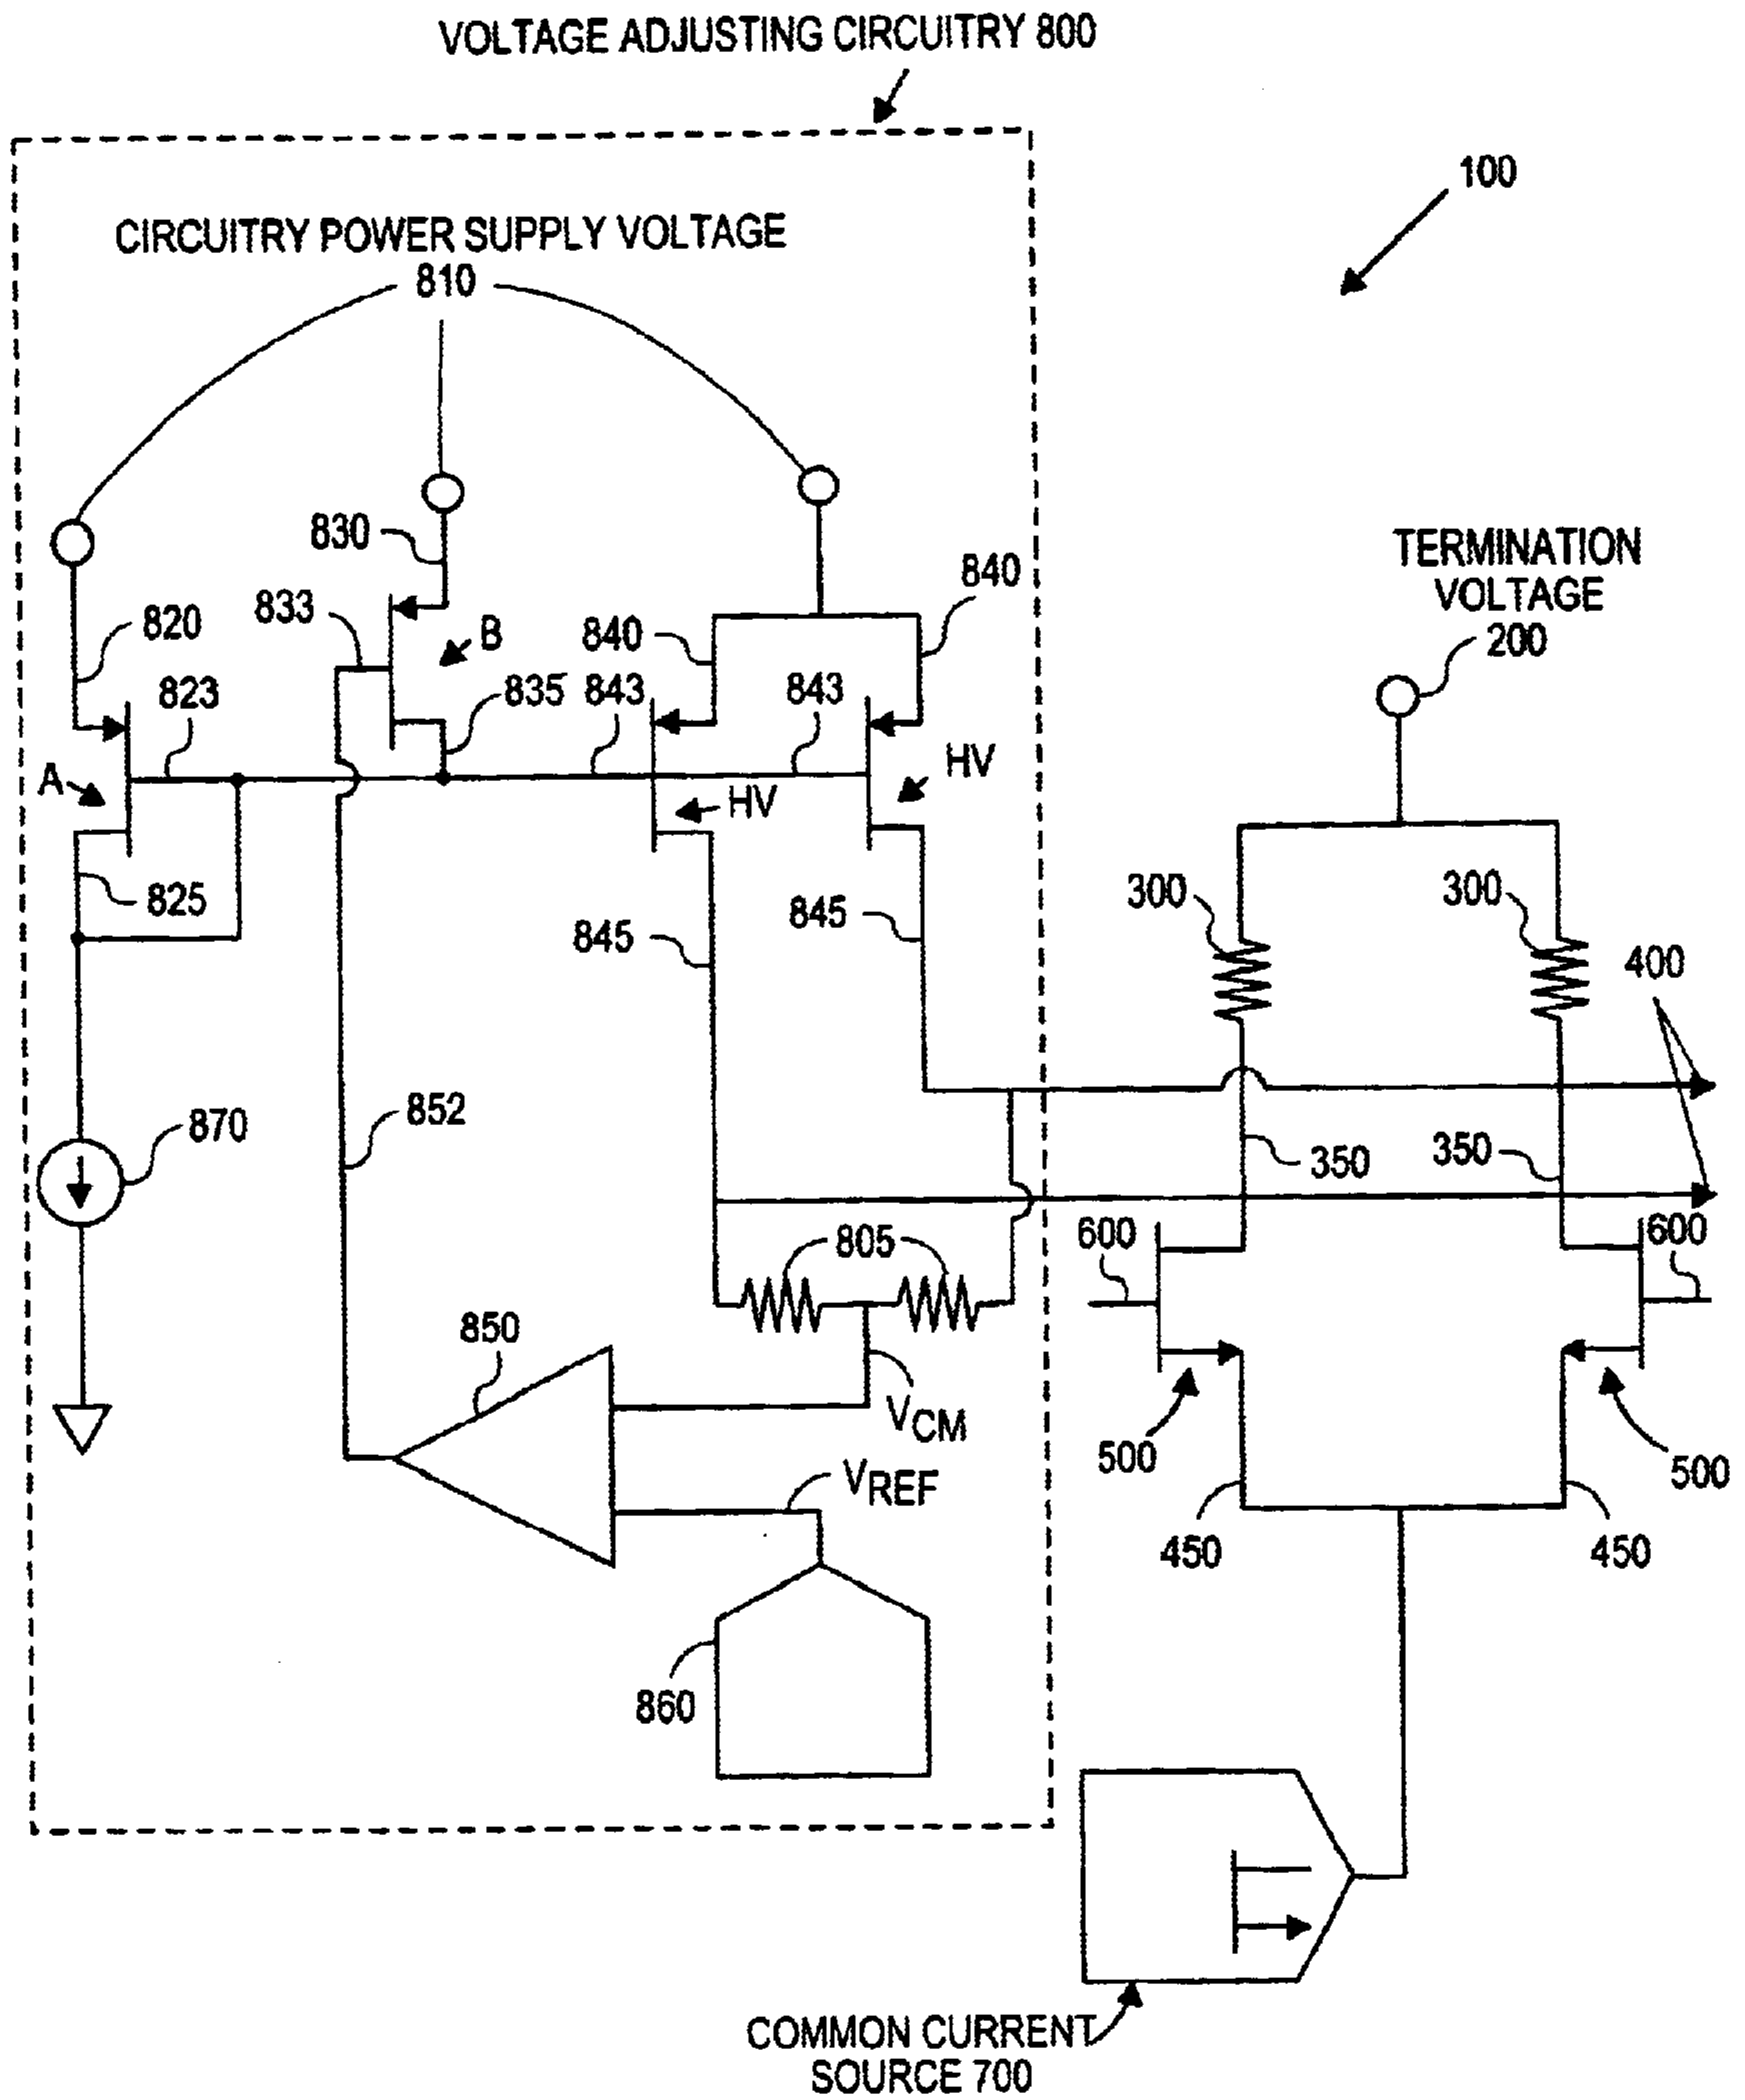 VOLTAGE ADJUSTING CIRCUITRY 800
100
CIRCUITRY POWER SUPPLY VOLTAGE
810
830
TERMINATION
VOLTAGE
200
840
833
820
B
840
823
835
843
843
A
HV
HV
825
845
845
300
300
400
870
852
350
350
805
600
600
850
VCM
500
500
VREF
450
450
860
COMMON CURRENT
SOURCE 700